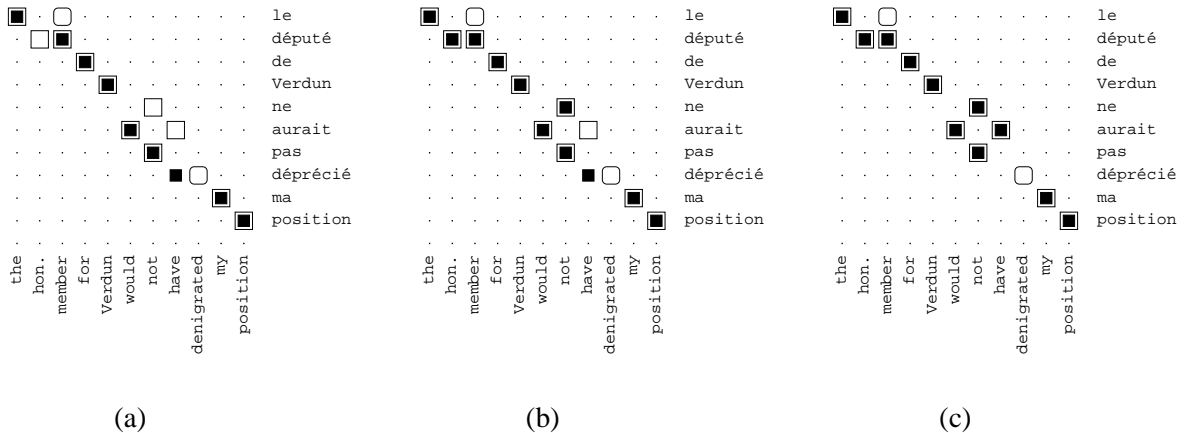 le le le
député député député
de de de
Verdun Verdun Verdun
ne ne ne
aurait aurait aurait
pas pas pas
déprécié déprécié déprécié
ma ma ma
position position position
the hon. member for Verdun would not have denigrated my position the hon. member for Verdun would not have denigrated my position the hon. member for Verdun would not have denigrated my position
(a) (b) (c)